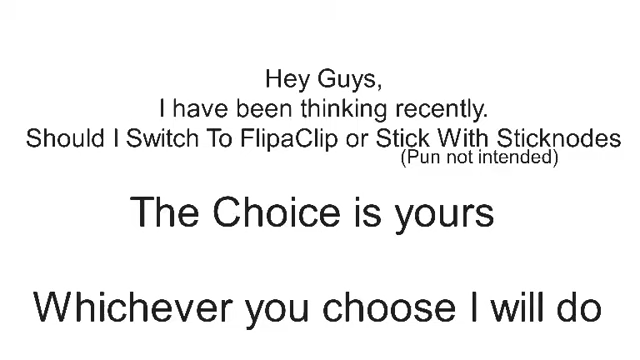 Hey Guys,
I have been thinking recently.
Should I Switch To FlipaClip or Stick With Sticknodes
(Pun not intended)
The Choice is yours
Whichever you choose I will do